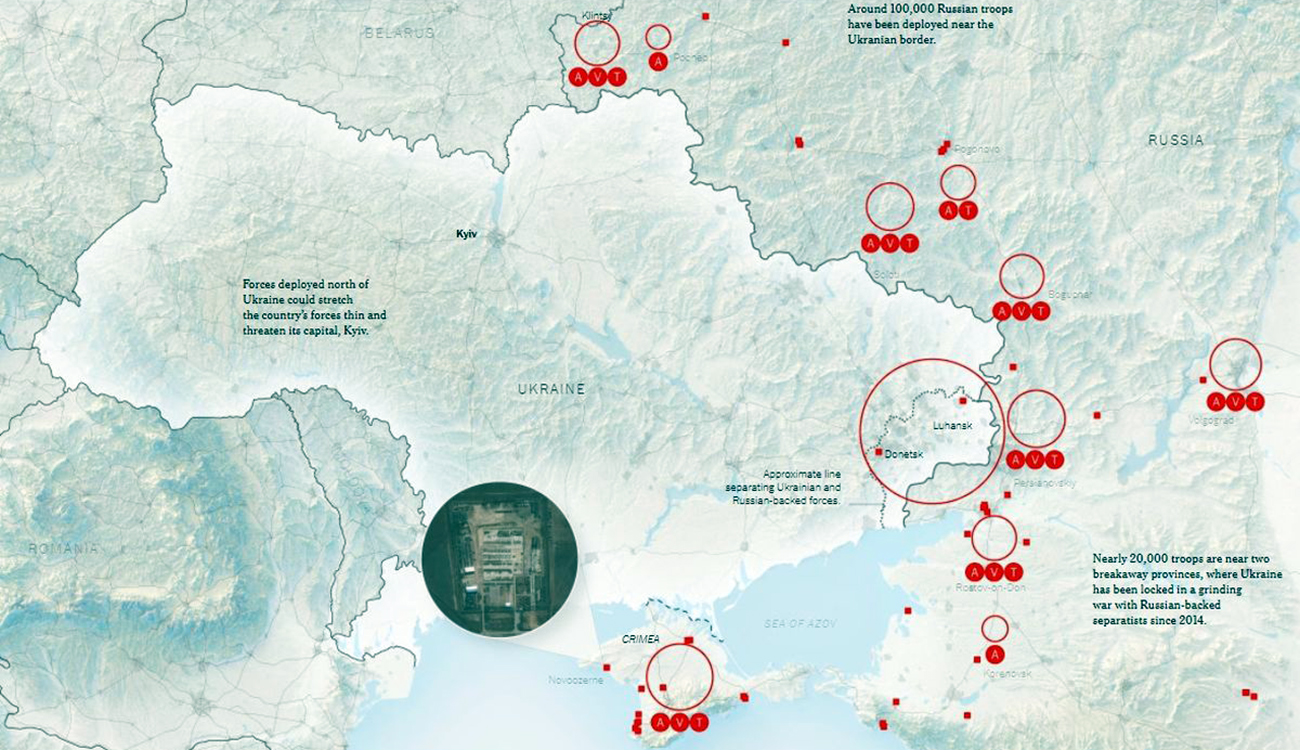 Klintsy
BELARUS
A V T
A
Pochep
Around 100,000 Russian troops
have been deployed near the
Ukranian border.
RUSSIA
Pogonovo
A T
A V T
Soloti
Boguchar
A V T
Kyiv
Forces deployed north of
Ukraine could stretch
the country's forces thin and
threaten its capital, Kyiv.
UKRAINE
A V T
Volgograd
Luhansk
Donetsk
A V T
Persianovskiy
Approximate line
separating Ukrainian and
Russian-backed forces.
ROMANIA
A V T
Rostov-on-Don
Nearly 20,000 troops are near two
breakaway provinces, where Ukraine
has been locked in a grinding
war with Russian-backed
separatists since 2014.
SEA OF AZOV
CRIMEA
A
Korenovsk
Novoozerne
A V T